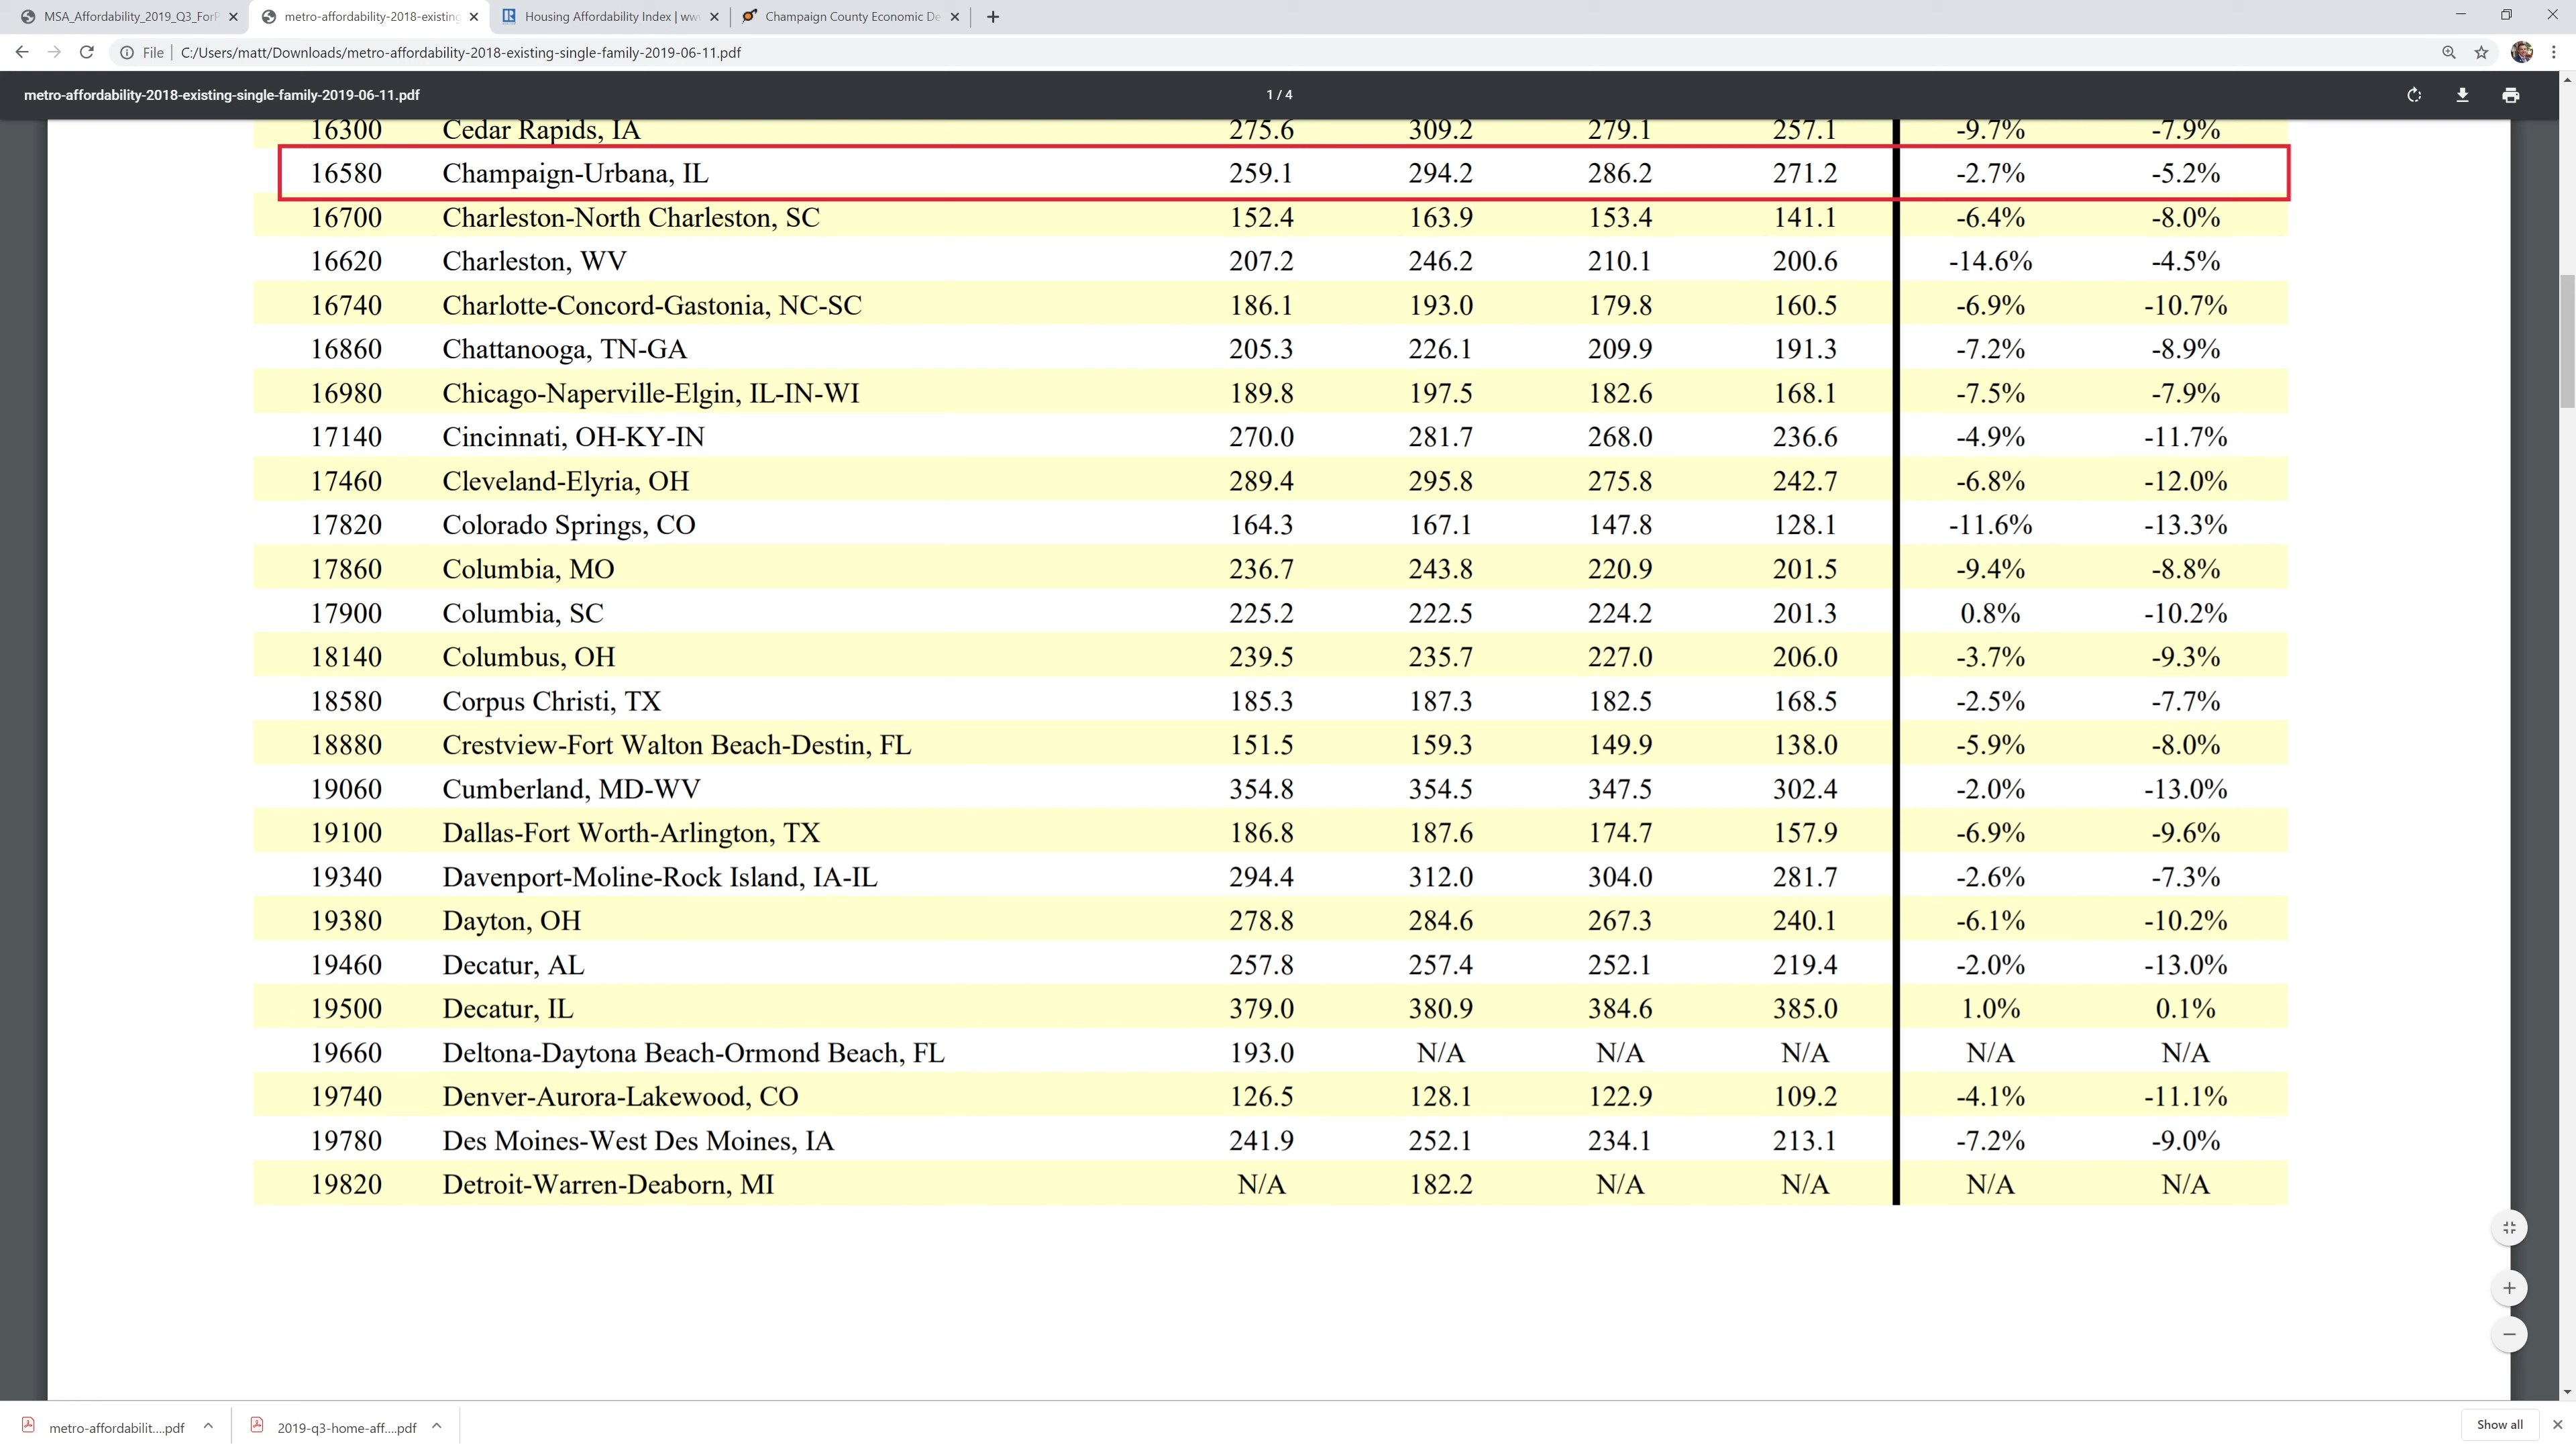 MSA_Affordability_2019_Q3_ForP
metro-affordability-2018-existing
Housing Affordability Index | ww
Champaign County Economic De
File C:/Users/matt/Downloads/metro-affordability-2018-existing-single-family-2019-06-11.pdf
metro-affordability-2018-existing-single-family-2019-06-11.pdf 1 / 4
16300 Cedar Rapids, IA 275.6 309.2 279.1 257.1 -9.7% -7.9%
16580 Champaign-Urbana, IL 259.1 294.2 286.2 271.2 -2.7% -5.2%
16700 Charleston-North Charleston, SC 152.4 163.9 153.4 141.1 -6.4% -8.0%
16620 Charleston, WV 207.2 246.2 210.1 200.6 -14.6% -4.5%
16740 Charlotte-Concord-Gastonia, NC-SC 186.1 193.0 179.8 160.5 -6.9% -10.7%
16860 Chattanooga, TN-GA 205.3 226.1 209.9 191.3 -7.2% -8.9%
16980 Chicago-Naperville-Elgin, IL-IN-WI 189.8 197.5 182.6 168.1 -7.5% -7.9%
17140 Cincinnati, OH-KY-IN 270.0 281.7 268.0 236.6 -4.9% -11.7%
17460 Cleveland-Elyria, OH 289.4 295.8 275.8 242.7 -6.8% -12.0%
17820 Colorado Springs, CO 164.3 167.1 147.8 128.1 -11.6% -13.3%
17860 Columbia, MO 236.7 243.8 220.9 201.5 -9.4% -8.8%
17900 Columbia, SC 225.2 222.5 224.2 201.3 0.8% -10.2%
18140 Columbus, OH 239.5 235.7 227.0 206.0 -3.7% -9.3%
18580 Corpus Christi, TX 185.3 187.3 182.5 168.5 -2.5% -7.7%
18880 Crestview-Fort Walton Beach-Destin, FL 151.5 159.3 149.9 138.0 -5.9% -8.0%
19060 Cumberland, MD-WV 354.8 354.5 347.5 302.4 -2.0% -13.0%
19100 Dallas-Fort Worth-Arlington, TX 186.8 187.6 174.7 157.9 -6.9% -9.6%
19340 Davenport-Moline-Rock Island, IA-IL 294.4 312.0 304.0 281.7 -2.6% -7.3%
19380 Dayton, OH 278.8 284.6 267.3 240.1 -6.1% -10.2%
19460 Decatur, AL 257.8 257.4 252.1 219.4 -2.0% -13.0%
19500 Decatur, IL 379.0 380.9 384.6 385.0 1.0% 0.1%
19660 Deltona-Daytona Beach-Ormond Beach, FL 193.0 N/A N/A N/A N/A N/A
19740 Denver-Aurora-Lakewood, CO 126.5 128.1 122.9 109.2 -4.1% -11.1%
19780 Des Moines-West Des Moines, IA 241.9 252.1 234.1 213.1 -7.2% -9.0%
19820 Detroit-Warren-Deaborn, MI N/A 182.2 N/A N/A N/A N/A
metro-affordabilit....pdf
2019-q3-home-aff....pdf
Show all